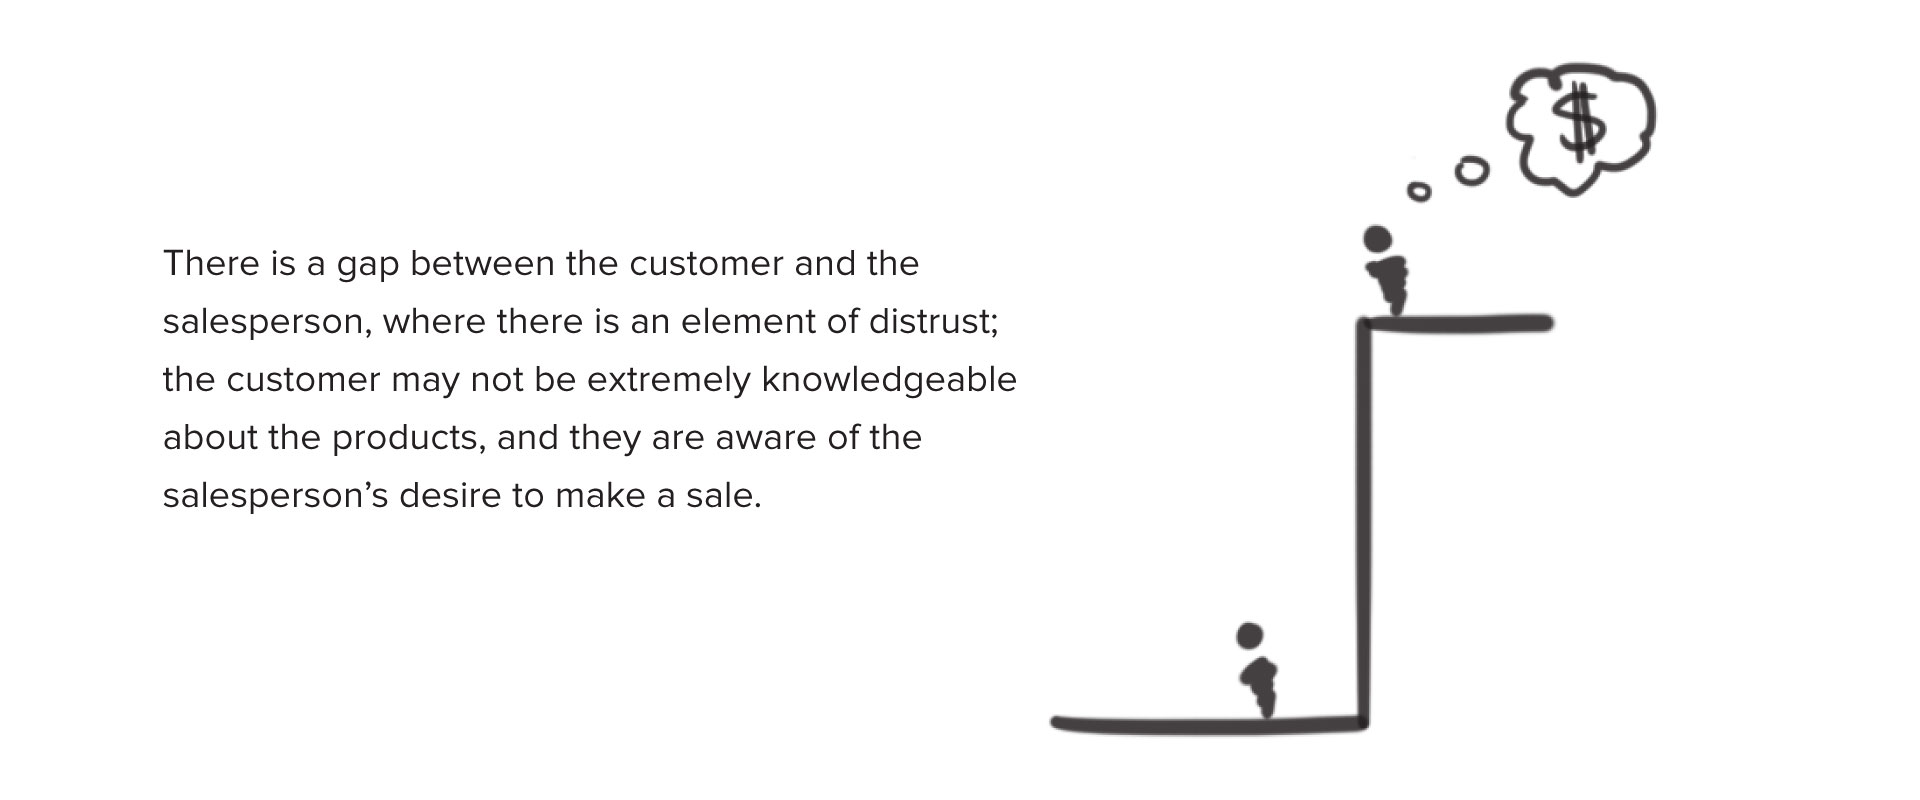 There is a gap between the customer and the
salesperson, where there is an element of distrust;
the customer may not be extremely knowledgeable
about the products, and they are aware of the
salesperson’s desire to make a sale.
$